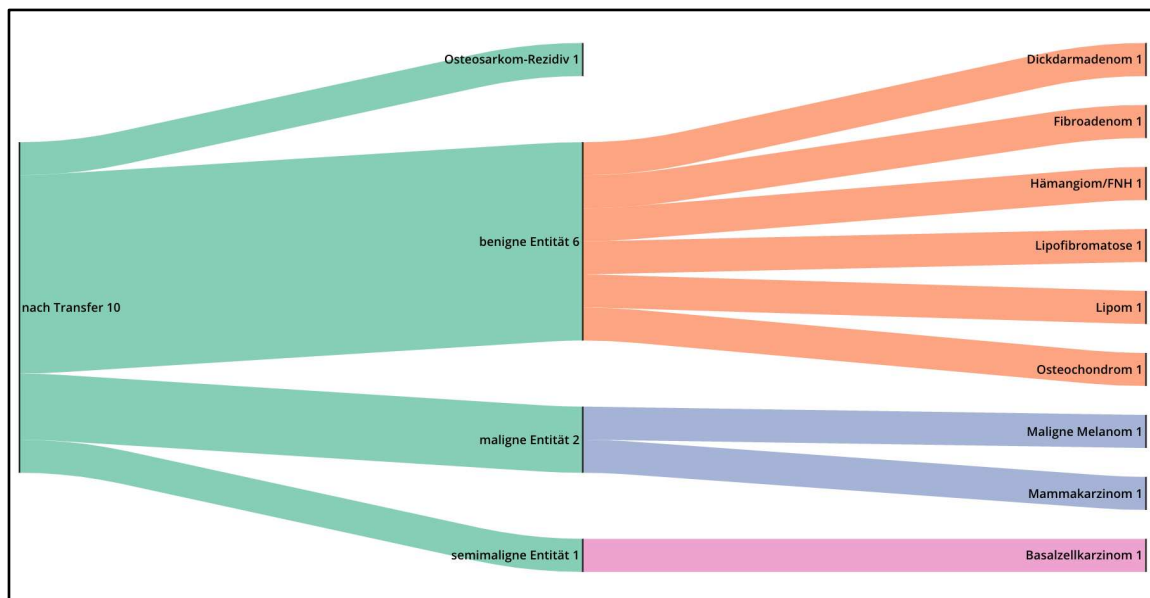 nach Transfer 10
Osteosarkom-Rezidiv 1
benigne Entität 6
maligne Entität 2
semimaligne Entität 1
Dickdarmadenom 1
Fibroadenom 1
Hämangiom/FNH 1
Lipofibromatose 1
Lipom 1
Osteochondrom 1
Maligne Melanom 1
Mammakarzinom 1
Basalzellkarzinom 1